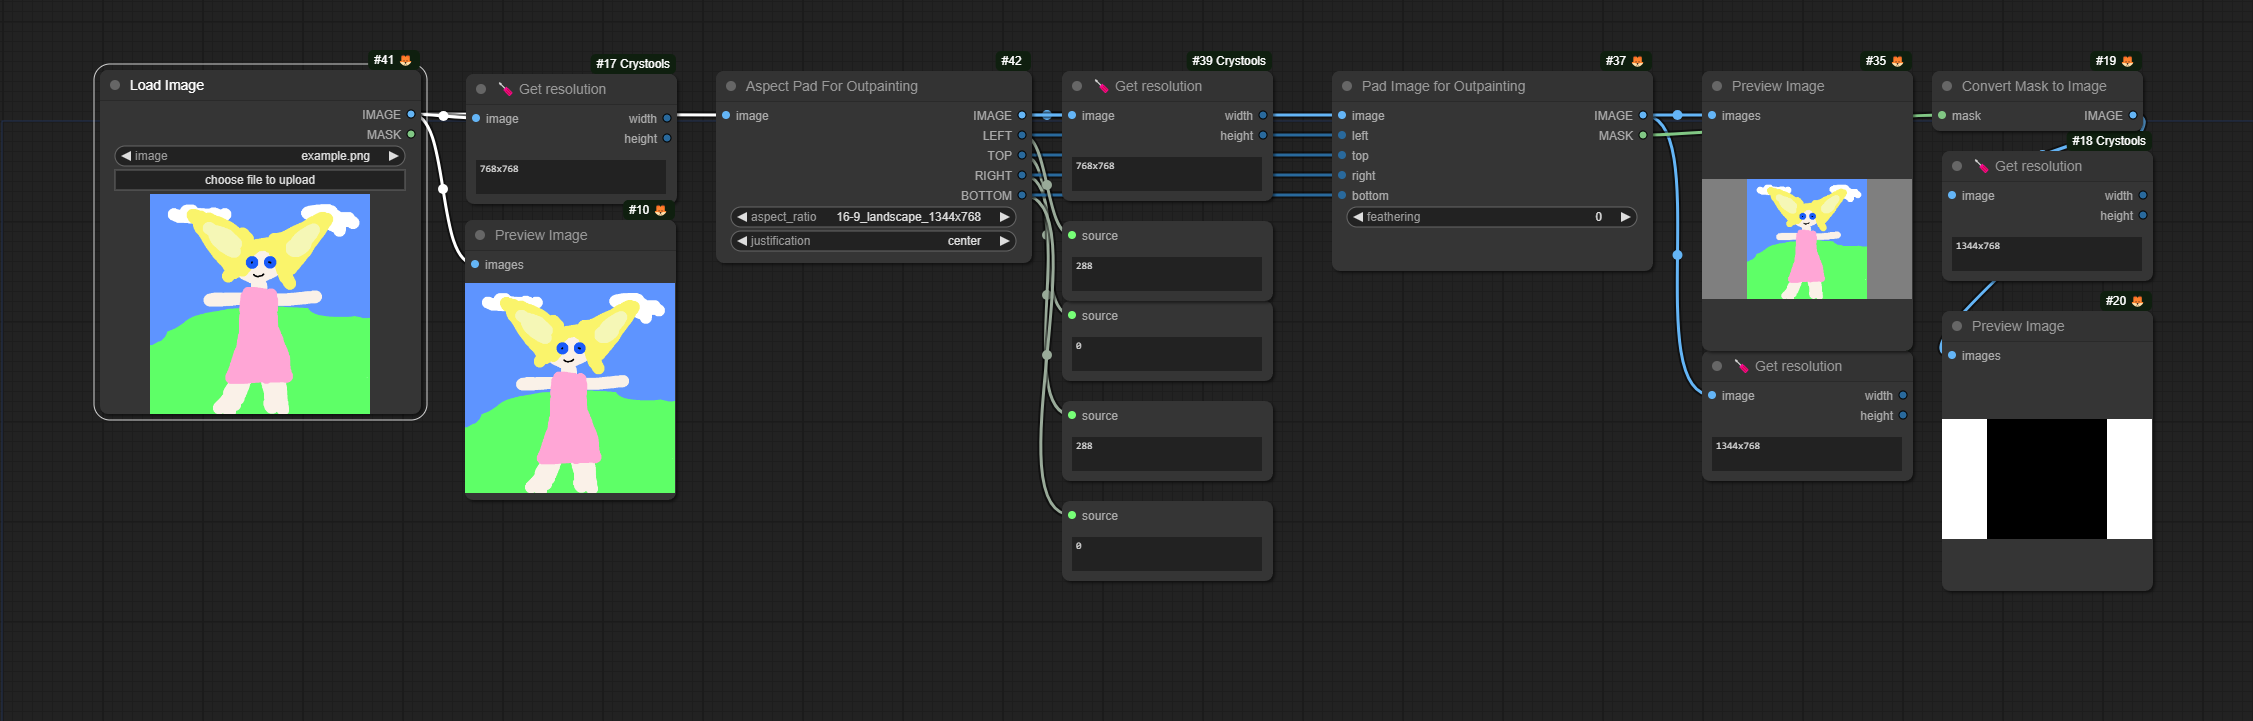 #41
Load Image
IMAGE
MASK
image example.png
choose file to upload
#17 Crystools
Get resolution
image width
height
768x768
#10
Preview Image
images
#42
Aspect Pad For Outpainting
image IMAGE
LEFT
TOP
RIGHT
BOTTOM
aspect_ratio 16-9_landscape_1344x768
justification center
#39 Crystools
Get resolution
image width
height
768x768
source
288
source
0
source
288
source
0
#37
Pad Image for Outpainting
image IMAGE
left MASK
top
right
bottom
feathering 0
#35
Preview Image
images
Get resolution
image width
height
1344x768
#19
Convert Mask to Image
mask IMAGE
#18 Crystools
Get resolution
image width
height
1344x768
#20
Preview Image
images